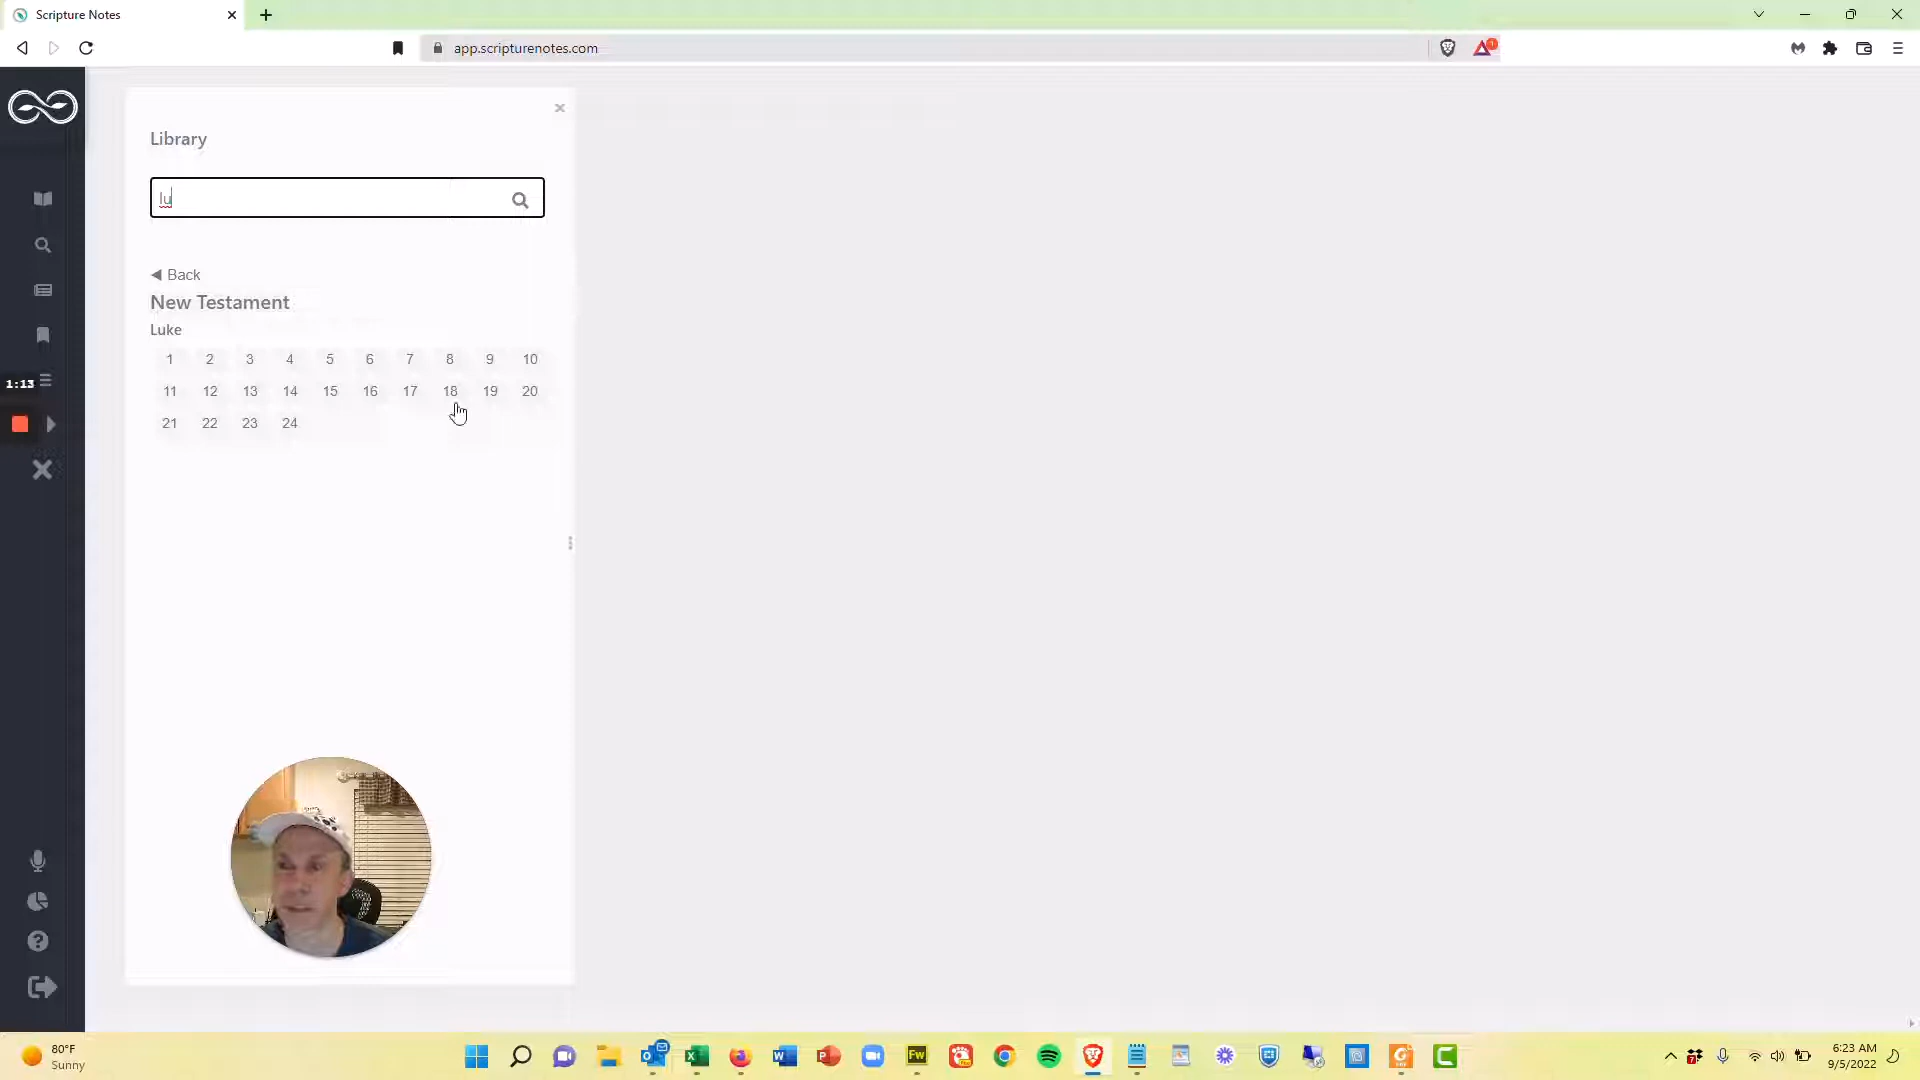 Scripture Notes
app.scripturenotes.com
1
Library
lu
◀ Back
New Testament
Luke
1 2 3 4 5 6 7 8 9 10
11 12 13 14 15 16 17 18 19 20
21 22 23 24
1:13
80°F
Sunny
Fw
6:23 AM
9/5/2022